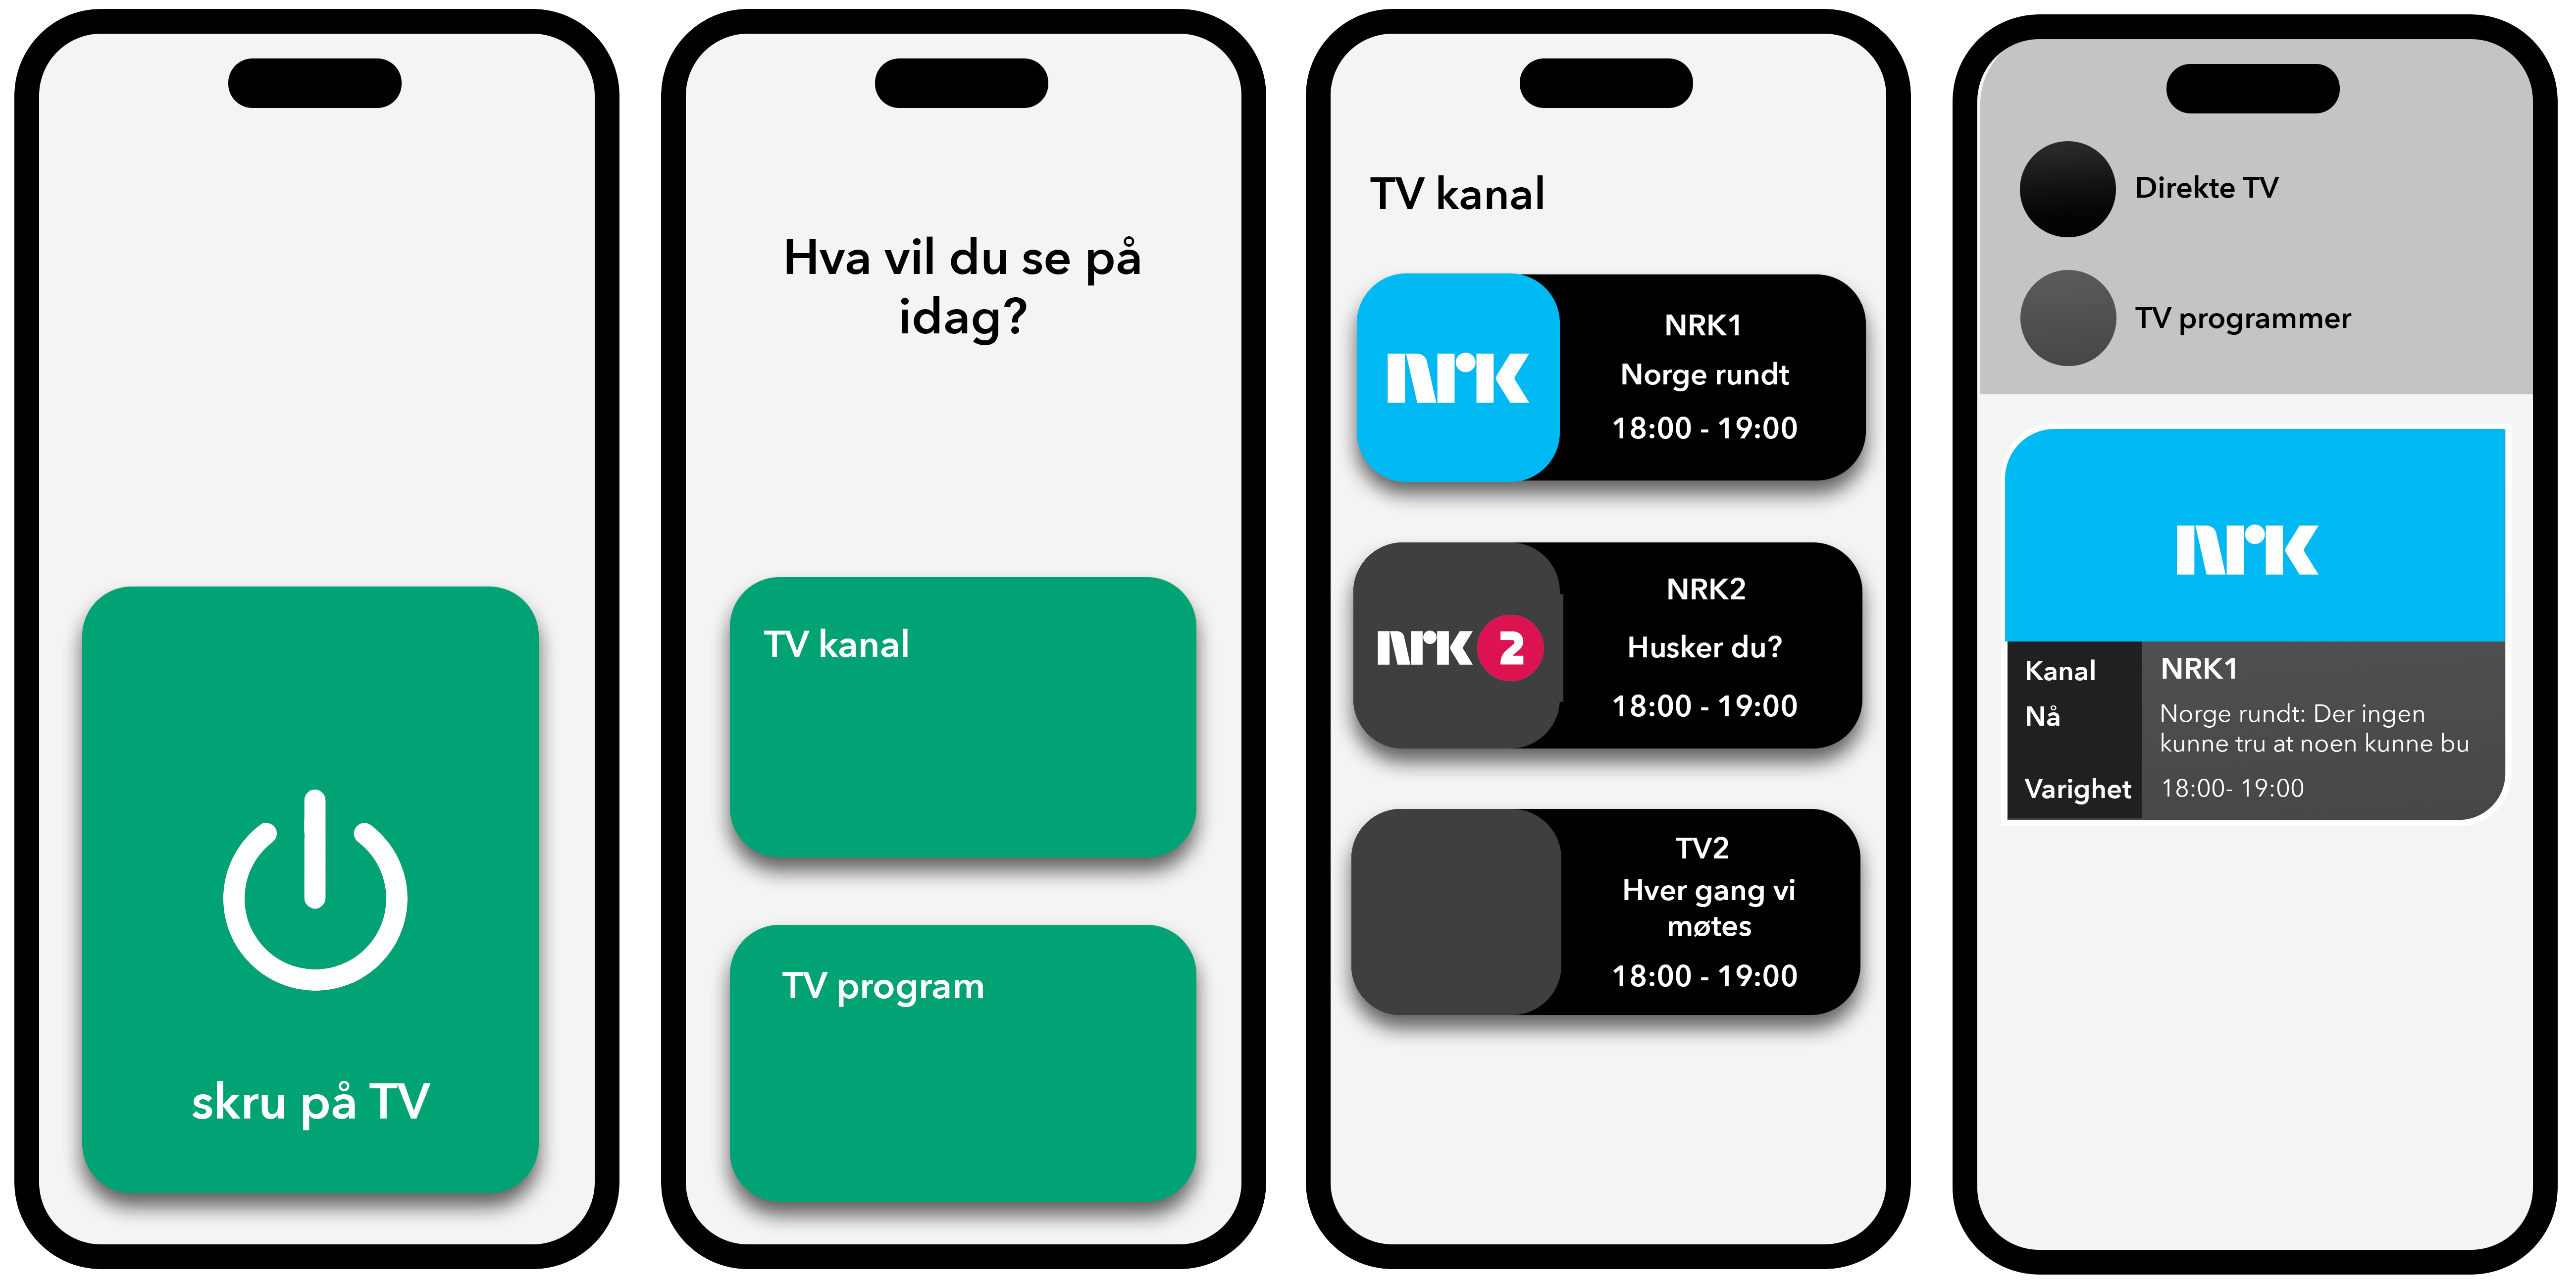 skru på TV
Hva vil du se på
idag?
TV kanal
TV program
TV kanal
NRK
NRK1
Norge rundt
18:00 - 19:00
NRK 2
NRK2
Husker du?
18:00 - 19:00
TV2
Hver gang vi
møtes
18:00 - 19:00
Direkte TV
TV programmer
NRK
Kanal NRK1
Nå Norge rundt: Der ingen
kunne tru at noen kunne bu
Varighet 18:00- 19:00